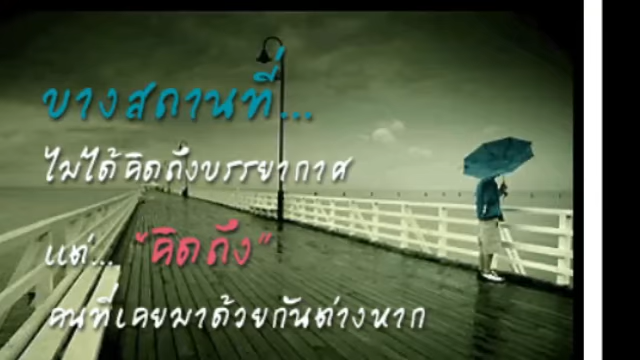 บางสถานที่...
ไม่ได้คิดถึงบรรยากาศ
แต่... "คิดถึง"
คนที่เคยมาด้วยกันต่างหาก